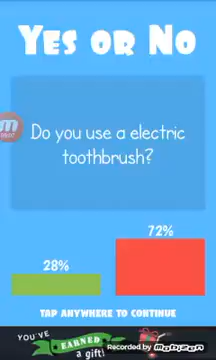 YES OR NO
Do you use a electric
toothbrush?
72%
28%
TAP ANYWHERE TO CONTINUE
YOU'VE
EARNED
a gift!
Recorded by Mobizen